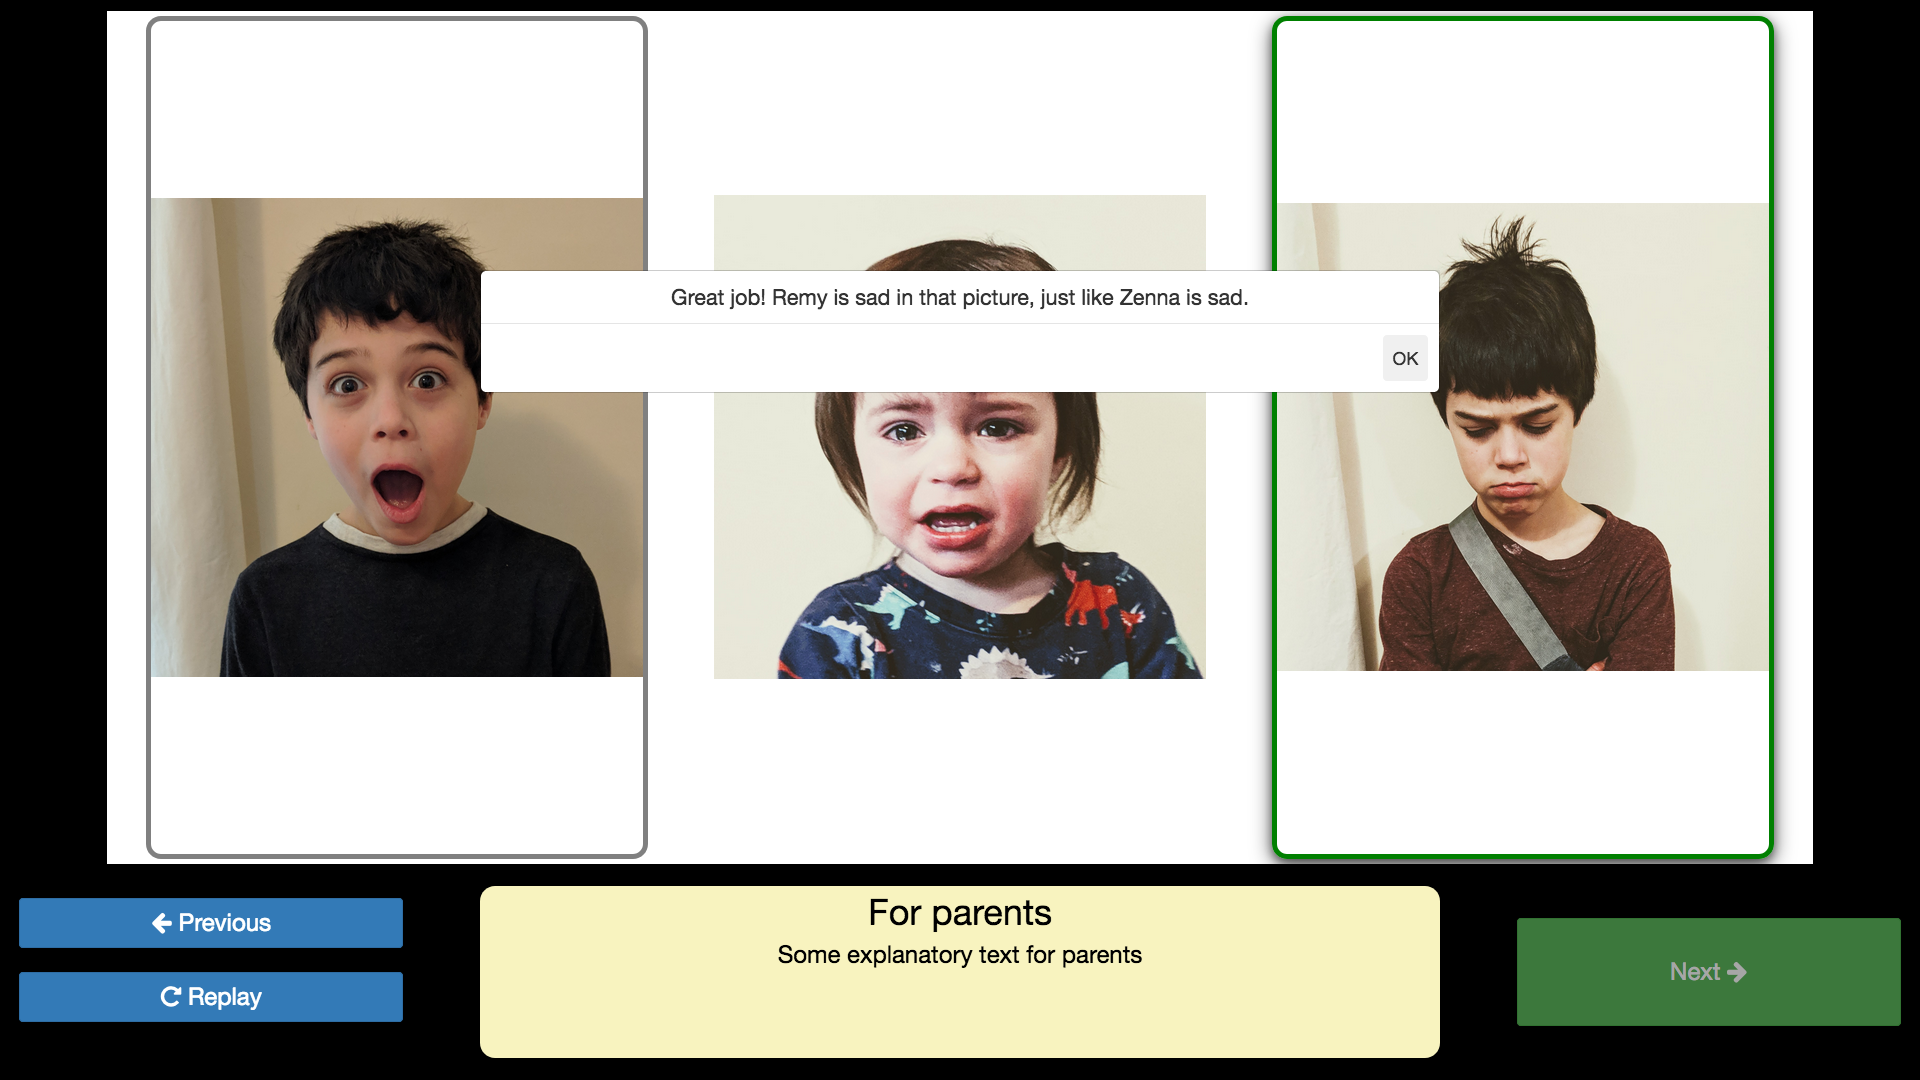 Great job! Remy is sad in that picture, just like Zenna is sad.
OK
Previous
Replay
For parents
Some explanatory text for parents
Next